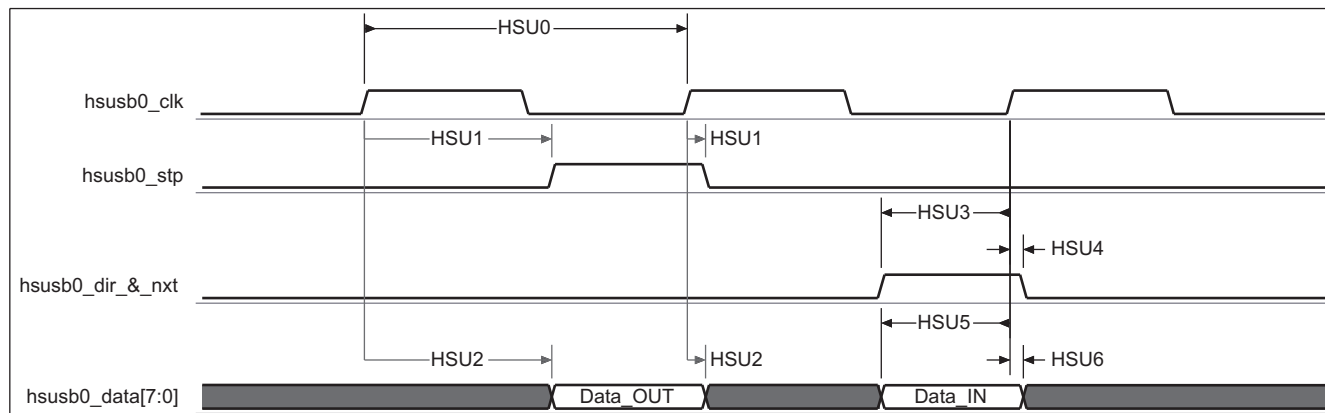 HSU0
hsusb0_clk
HSU1 HSU1
hsusb0_stp
HSU3
HSU4
hsusb0_dir_&_nxt
HSU5
HSU2 HSU2 HSU6
hsusb0_data[7:0] Data_OUT Data_IN